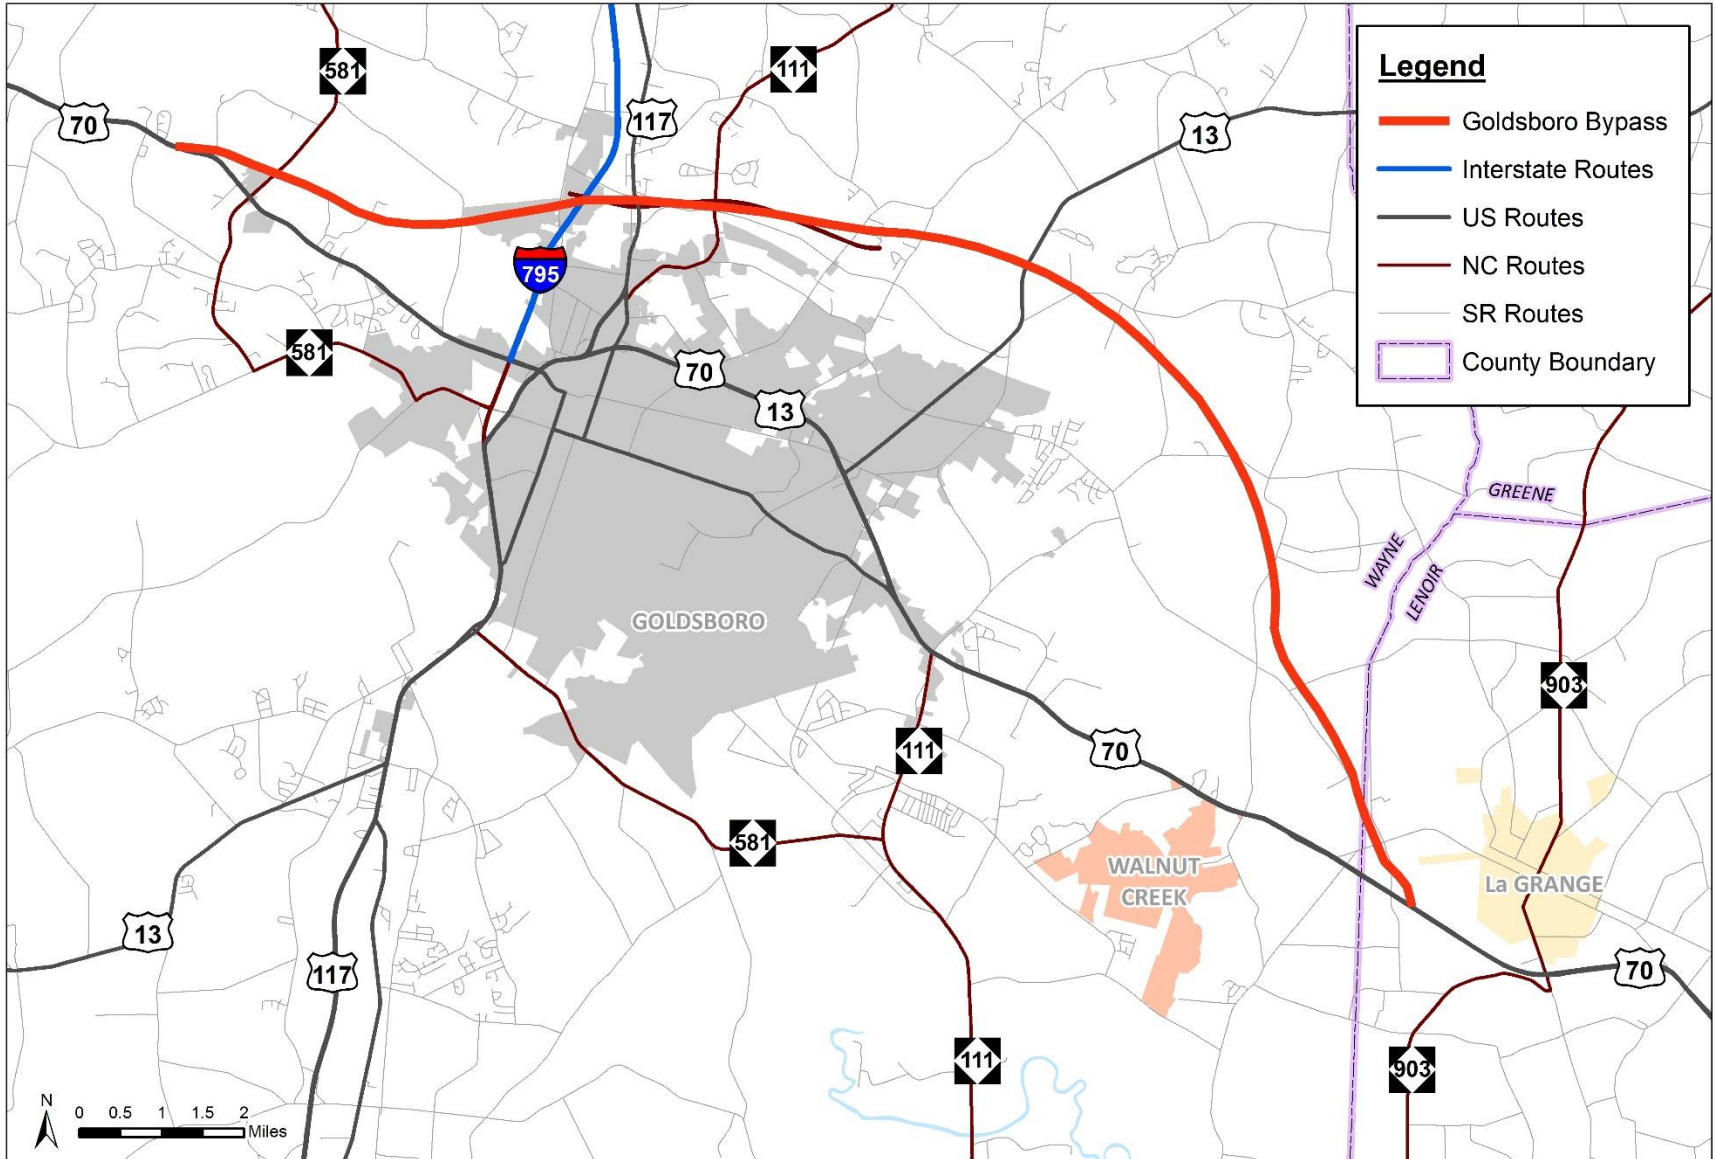 581
111
70
117
13
Legend
Goldsboro Bypass
Interstate Routes
US Routes
NC Routes
SR Routes
County Boundary
795
581
70
13
GREENE
WAYNE
LENOIR
GOLDSBORO
903
111
70
581
WALNUT
CREEK
La GRANGE
13
117
70
111
903
N
0 0.5 1 1.5 2
Miles